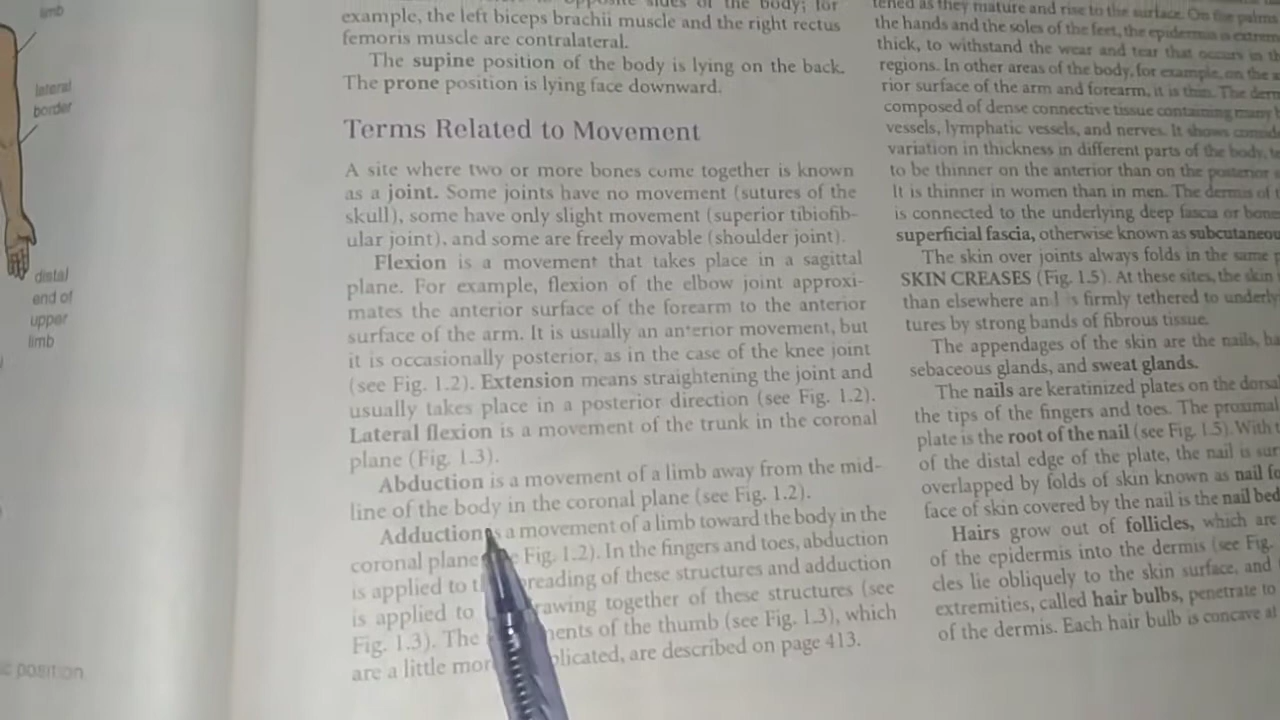 limb
lateral
border
distal
end of
upper
limb
position
example, the left biceps brachii muscle and the right rectus
femoris muscle are contralateral.
The supine position of the body is lying on the back.
The prone position is lying face downward.
Terms Related to Movement
A site where two or more bones come together is known
as a joint. Some joints have no movement (sutures of the
skull), some have only slight movement (superior tibiofib-
ular joint), and some are freely movable (shoulder joint).
Flexion is a movement that takes place in a sagittal
plane. For example, flexion of the elbow joint approxi-
mates the anterior surface of the forearm to the anterior
surface of the arm. It is usually an anterior movement, but
it is occasionally posterior, as in the case of the knee joint
(see Fig. 1.2). Extension means straightening the joint and
usually takes place in a posterior direction (see Fig. 1.2).
Lateral flexion is a movement of the trunk in the coronal
plane (Fig. 1.3).
Abduction is a movement of a limb away from the mid-
line of the body in the coronal plane (see Fig. 1.2).
Adduction is a movement of a limb toward the body in the
coronal plane Fig. 1.2). In the fingers and toes, abduction
is applied to of these structures and adduction
is applied to together of these structures (see
Fig. 1.3). The of the thumb (see Fig. 1.3), which
are a little are described on page 413.
tened as they mature and rise to the surface. On the palms
the hands and the soles of the feet, the epidermis is
thick, to withstand the wear and tear that occurs in
regions. In other areas of the body, for example, on the
rior surface of the arm and forearm, it is thin. The
composed of dense connective tissue containing many
vessels, lymphatic vessels, and nerves. It shows
variation in thickness in different parts of the body,
to be thinner on the anterior than on the posterior
It is thinner in women than in men. The dermis of
is connected to the underlying deep fascia or
superficial fascia, otherwise known as
The skin over joints always folds in the same
SKIN CREASES (Fig. 1.5). At these sites, the skin
than elsewhere and is firmly tethered to
tures by strong bands of fibrous tissue.
The appendages of the skin are the nails,
sebaceous glands, and sweat glands.
The nails are keratinized plates on the
the tips of the fingers and toes. The
plate is the root of the nail (see Fig. 1.5). With
of the distal edge of the plate, the nail is
overlapped by folds of skin known as nail
face of skin covered by the nail is the nail bed
Hairs grow out of follicles, which are
of the epidermis into the dermis (see Fig.
cles lie obliquely to the skin surface, and
extremities, called hair bulbs, penetrate to
of the dermis. Each hair bulb is concave